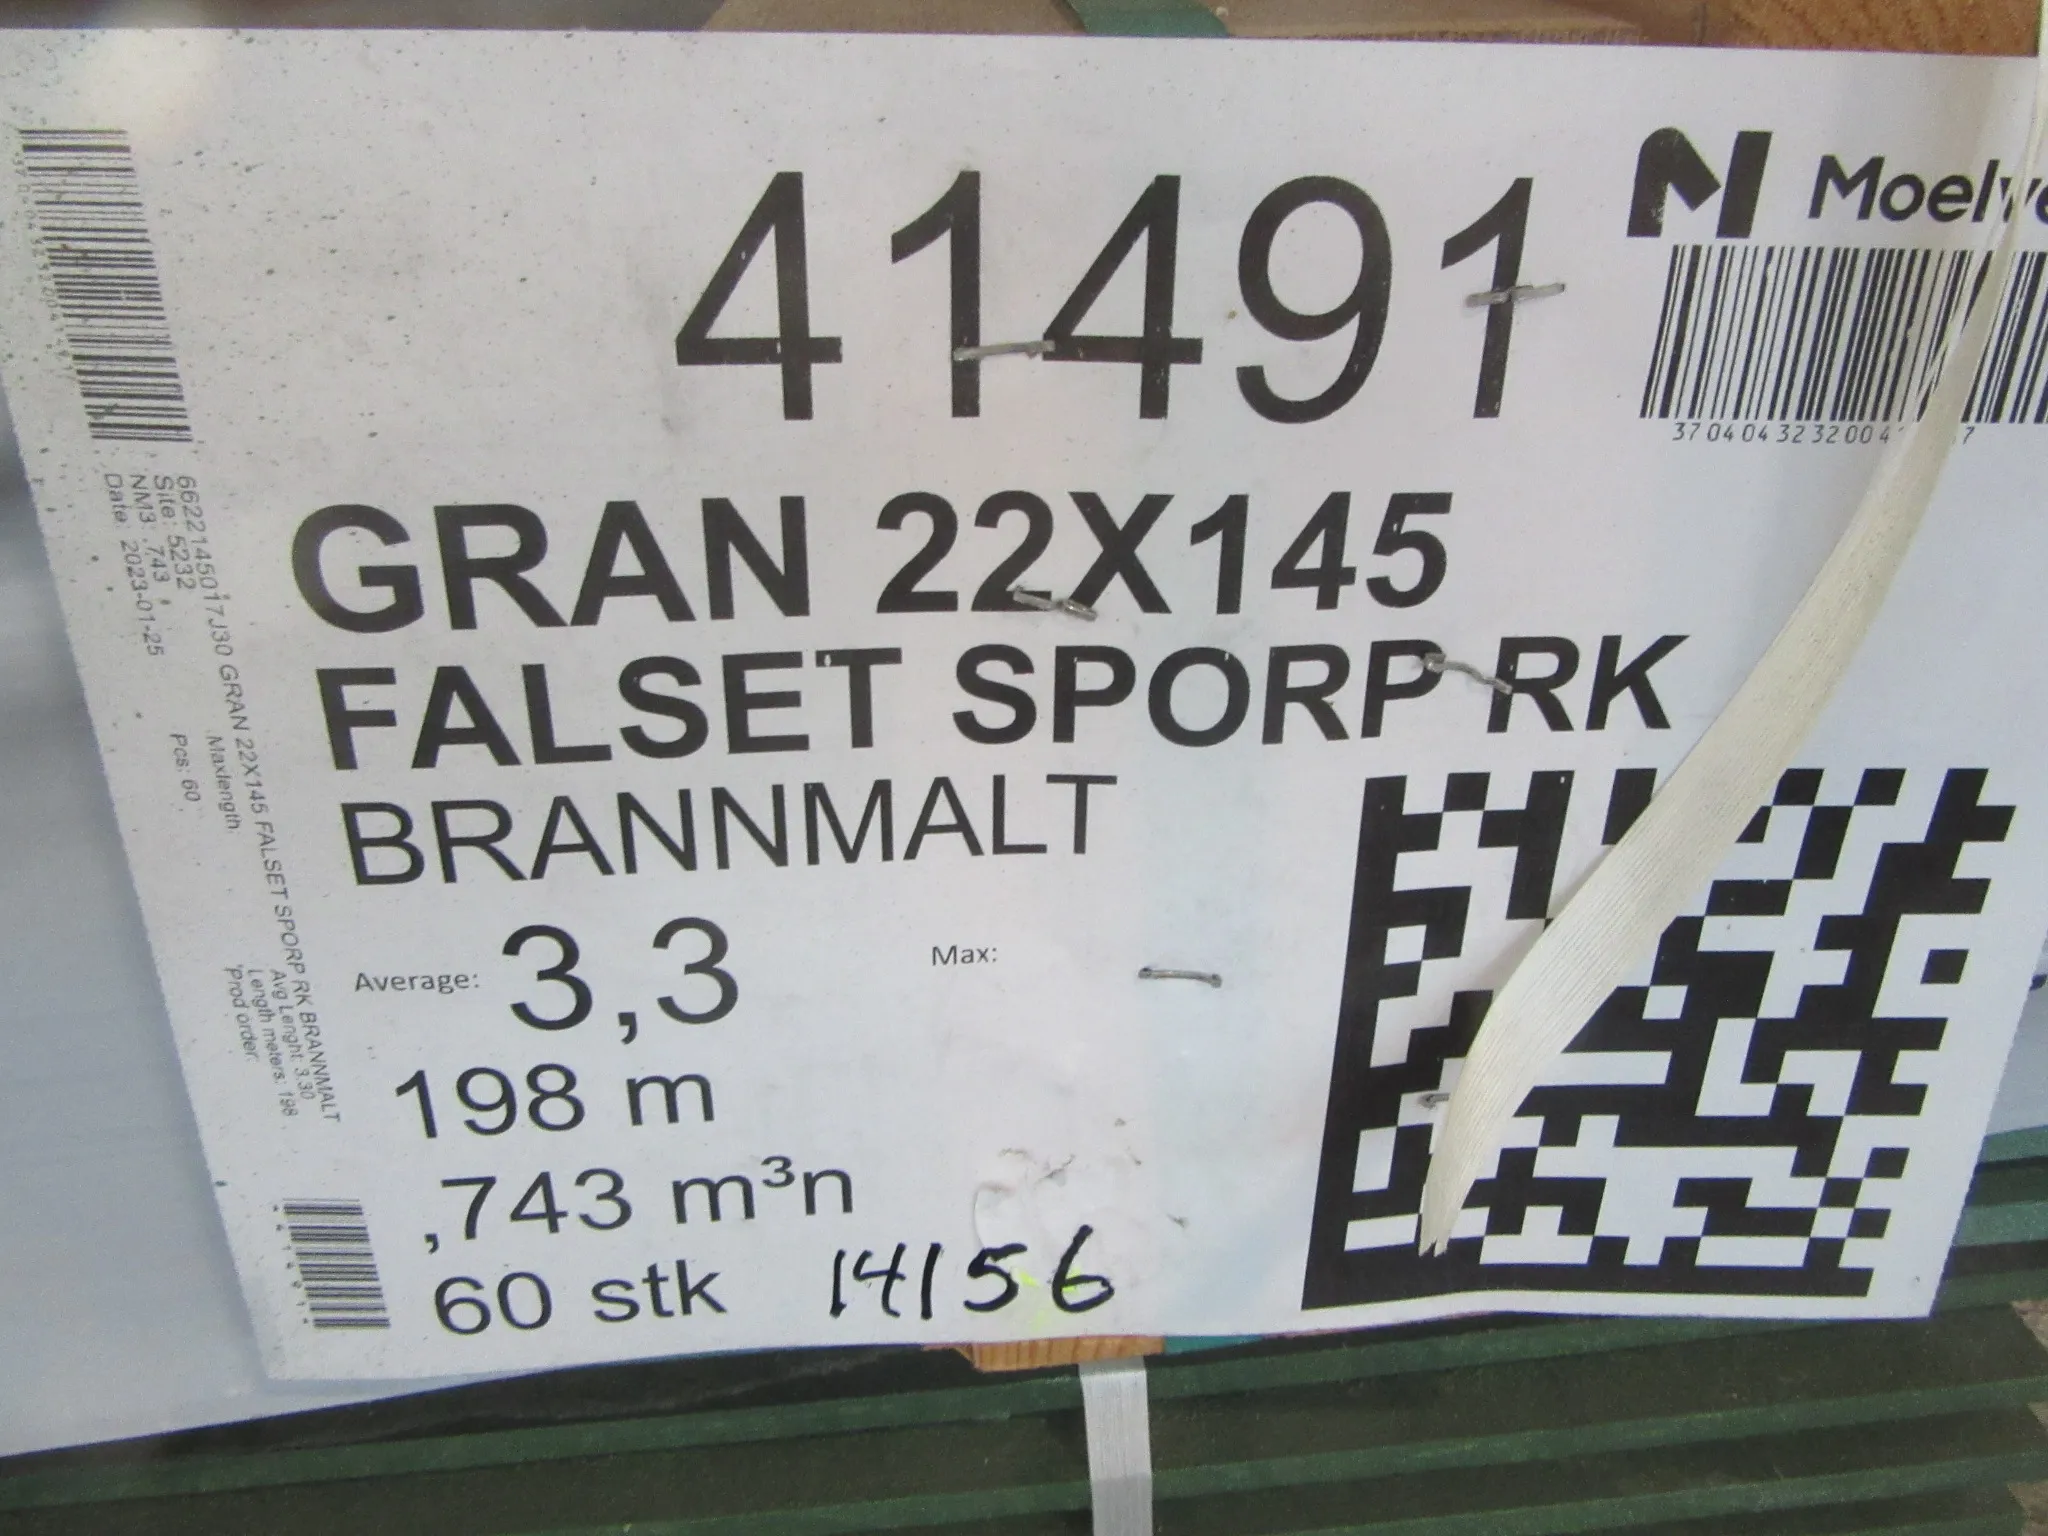 41491
GRAN 22X145
FALSET SPORP RK
BRANNMALT
Average: 3,3
Max:
198 m
,743 m³n
60 stk
14156
6622145017J30 GRAN 22X145 FALSET SPORP RK BRANNMALT
Site: 5232
Maxlength:
Avg Lenght: 3.30
NM3: ,743
Pcs: 60
Length meters: 198
Date: 2023-01-25
Prod order: